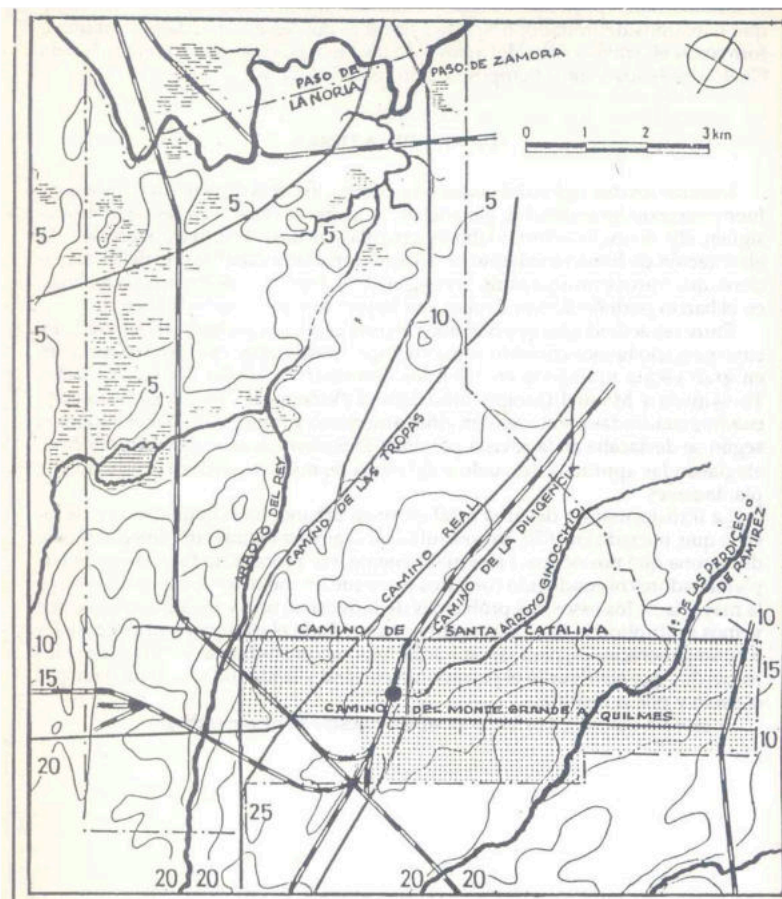 PASO DE
LA NORIA
PASO DE ZAMORA
0 1 2 3 km
5
5
5
5
5
10
ARROYO DEL REY
CAMINO DE LAS TROPAS
CAMINO REAL
CAMINO DE LA DILIGENCIA
ARROYO GINOCCHIO
Aº. DE LAS PERDICES O
DE RAMIREZ
CAMINO DE SANTA CATALINA
10
10
15
15
CAMINO DEL MONTE GRANDE A QUILMES
20
10
25
20 20
20 20